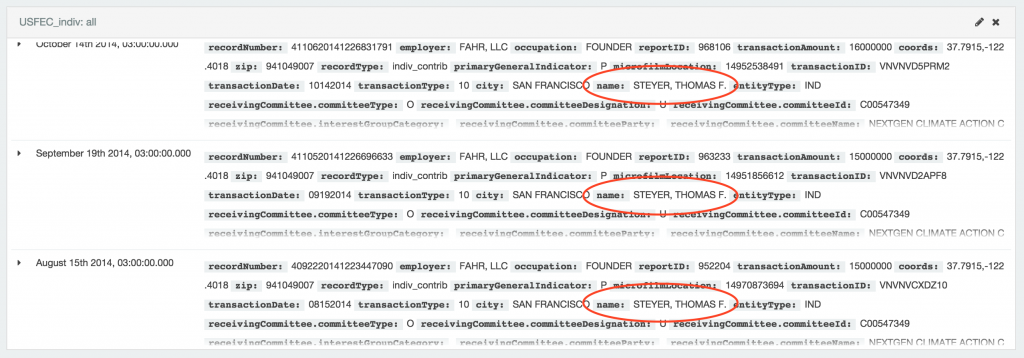 USFEC_indiv: all
October 14th 2014, 03:00:00.000 recordNumber: 4110620141226831791 employer: FAHR, LLC occupation: FOUNDER reportID: 968106 transactionAmount: 16000000 coords: 37.7915,-122
.4018 zip: 941049007 recordType: indiv_contrib primaryGeneralIndicator: P microfilmLocation: 14952538491 transactionID: VNVNVD5PRM2
transactionDate: 10142014 transactionType: 10 city: SAN FRANCISCO name: STEYER, THOMAS F. entityType: IND
receivingCommittee.committeeType: O receivingCommittee.committeeDesignation: U receivingCommittee.committeeId: C00547349
receivingCommittee.interestGroupCategory: receivingCommittee.committeeParty: receivingCommittee.committeeName: NEXTGEN CLIMATE ACTION C
September 19th 2014, 03:00:00.000 recordNumber: 4110520141226696633 employer: FAHR, LLC occupation: FOUNDER reportID: 963233 transactionAmount: 15000000 coords: 37.7915,-122
.4018 zip: 941049007 recordType: indiv_contrib primaryGeneralIndicator: P microfilmLocation: 14951856612 transactionID: VNVNVD2APF8
transactionDate: 09192014 transactionType: 10 city: SAN FRANCISCO name: STEYER, THOMAS F. entityType: IND
receivingCommittee.committeeType: O receivingCommittee.committeeDesignation: U receivingCommittee.committeeId: C00547349
receivingCommittee.interestGroupCategory: receivingCommittee.committeeParty: receivingCommittee.committeeName: NEXTGEN CLIMATE ACTION C
August 15th 2014, 03:00:00.000 recordNumber: 4092220141223447090 employer: FAHR, LLC occupation: FOUNDER reportID: 952204 transactionAmount: 15000000 coords: 37.7915,-122
.4018 zip: 941049007 recordType: indiv_contrib primaryGeneralIndicator: P microfilmLocation: 14970873694 transactionID: VNVNVCXDZ10
transactionDate: 08152014 transactionType: 10 city: SAN FRANCISCO name: STEYER, THOMAS F. entityType: IND
receivingCommittee.committeeType: O receivingCommittee.committeeDesignation: U receivingCommittee.committeeId: C00547349
receivingCommittee.interestGroupCategory: receivingCommittee.committeeParty: receivingCommittee.committeeName: NEXTGEN CLIMATE ACTION C